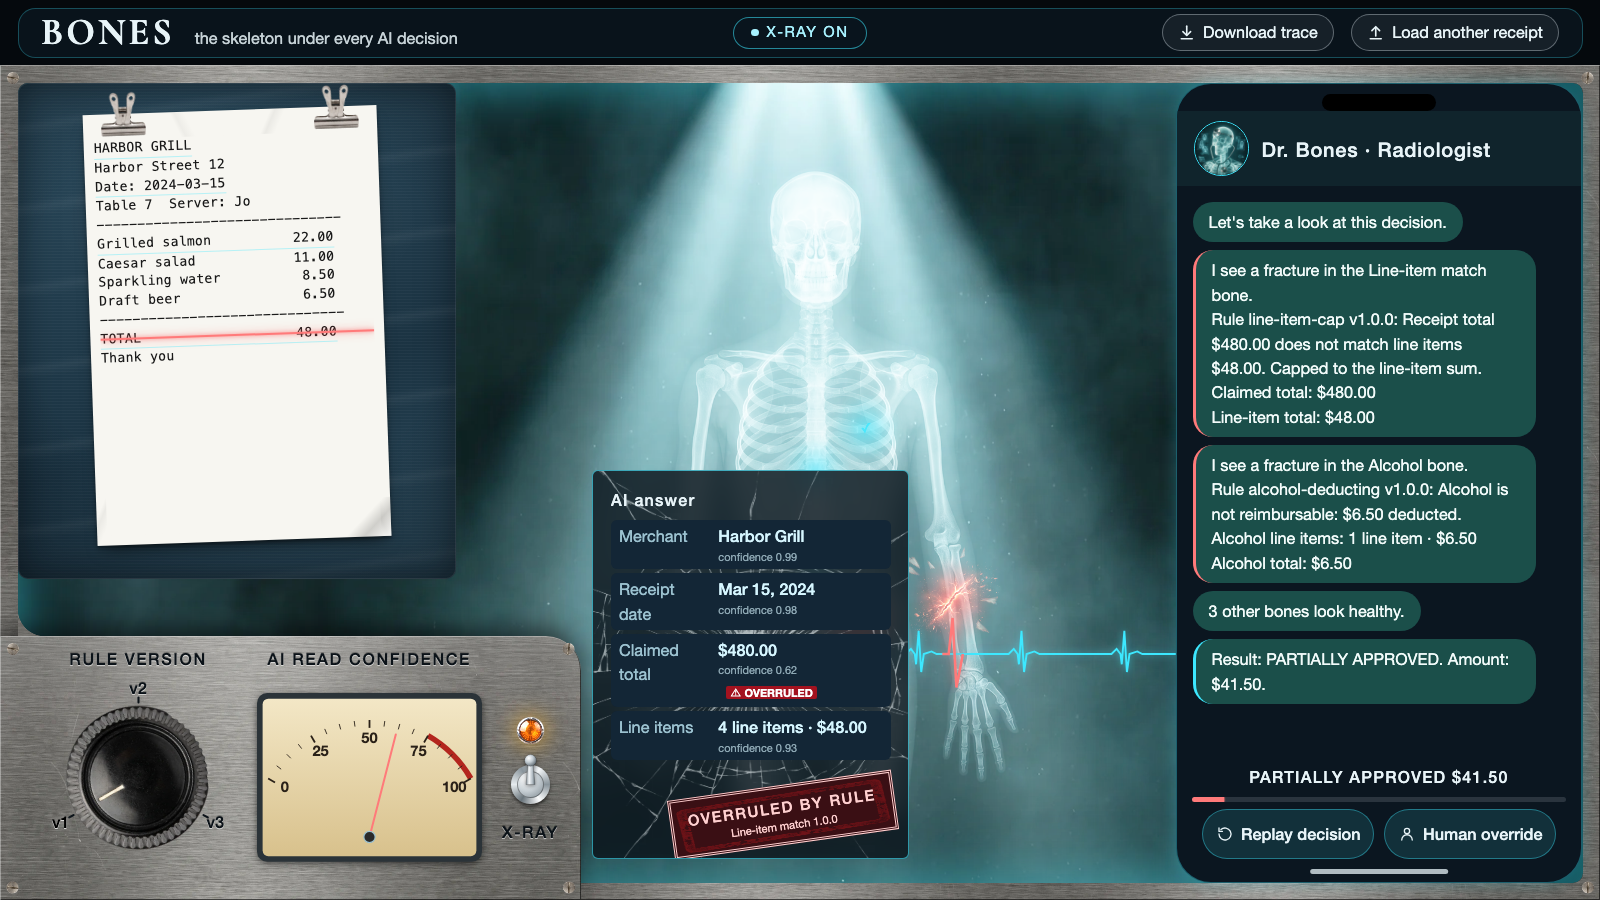 BONES
the skeleton under every AI decision
X-RAY ON
Download trace
Load another receipt
HARBOR GRILL
Harbor Street 12
Date: 2024-03-15
Table 7  Server: Jo
Grilled salmon 22.00
Caesar salad 11.00
Sparkling water 8.50
Draft beer 6.50
TOTAL 48.00
Thank you
RULE VERSION
v1
v2
v3
AI READ CONFIDENCE
0 25 50 75 100
X-RAY
AI answer
Merchant Harbor Grill
confidence 0.99
Receipt date Mar 15, 2024
confidence 0.98
Claimed total $480.00
confidence 0.62
⚠ OVERRULED
Line items 4 line items · $48.00
confidence 0.93
OVERRULED BY RULE
Line-item match 1.0.0
Dr. Bones · Radiologist
Let's take a look at this decision.
I see a fracture in the Line-item match
bone.
Rule line-item-cap v1.0.0: Receipt total
$480.00 does not match line items
$48.00. Capped to the line-item sum.
Claimed total: $480.00
Line-item total: $48.00
I see a fracture in the Alcohol bone.
Rule alcohol-deducting v1.0.0: Alcohol is
not reimbursable: $6.50 deducted.
Alcohol line items: 1 line item · $6.50
Alcohol total: $6.50
3 other bones look healthy.
Result: PARTIALLY APPROVED. Amount:
$41.50.
PARTIALLY APPROVED $41.50
Replay decision
Human override